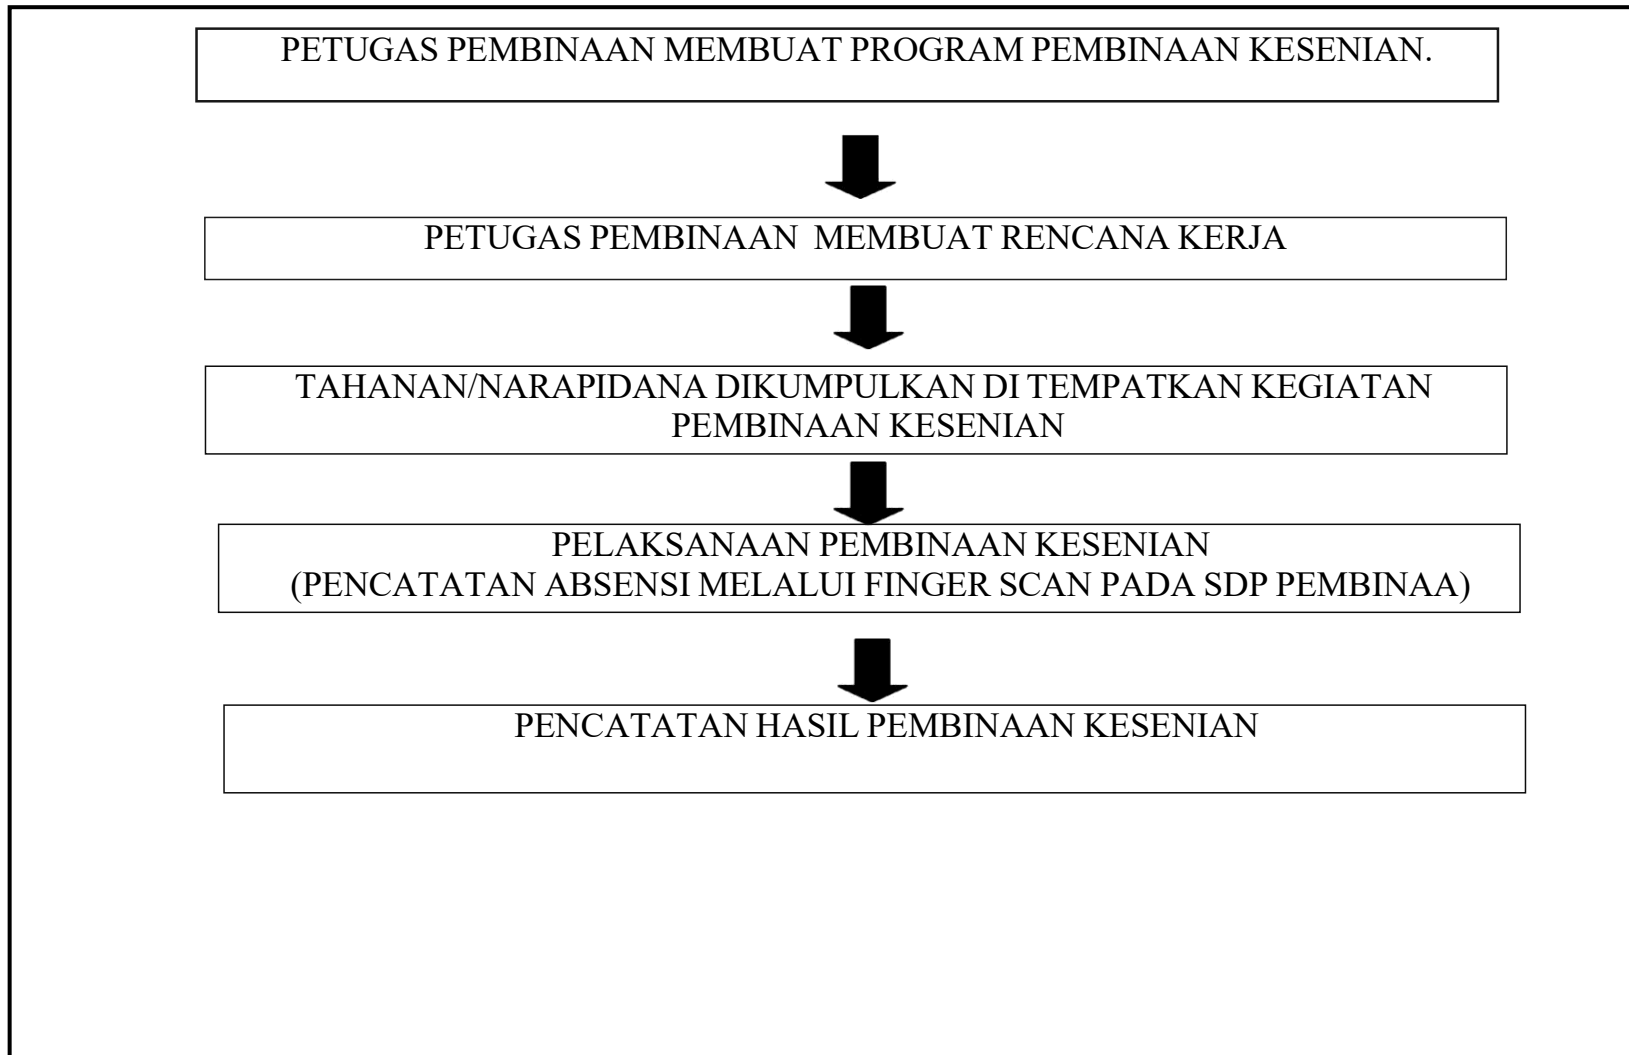 PETUGAS PEMBINAAN MEMBUAT PROGRAM PEMBINAAN KESENIAN.
PETUGAS PEMBINAAN  MEMBUAT RENCANA KERJA
TAHANAN/NARAPIDANA DIKUMPULKAN DI TEMPATKAN KEGIATAN
PEMBINAAN KESENIAN
PELAKSANAAN PEMBINAAN KESENIAN
(PENCATATAN ABSENSI MELALUI FINGER SCAN PADA SDP PEMBINAA)
PENCATATAN HASIL PEMBINAAN KESENIAN